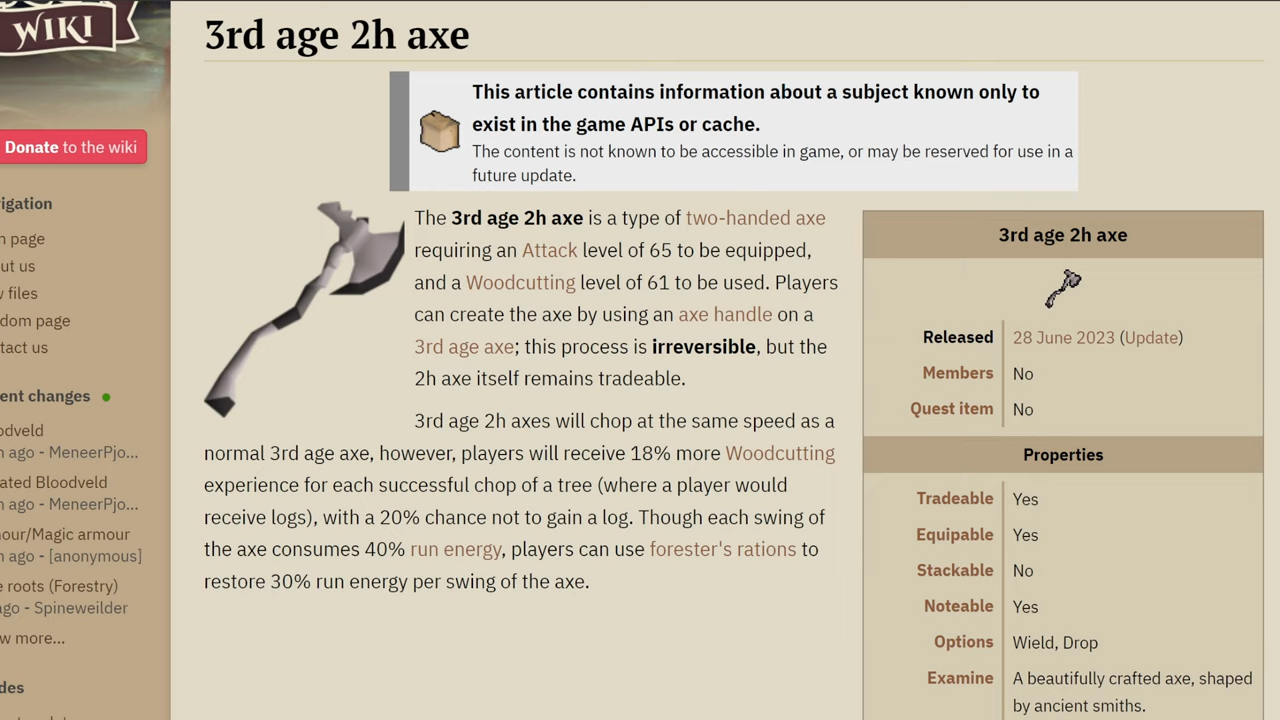 WIKI
Donate to the wiki
vigation
n page
ut us
files
dom page
tact us
ent changes
odveld
ago - MeneerPjo...
ated Bloodveld
ago - MeneerPjo...
our/Magic armour
ago - [anonymous]
roots (Forestry)
ago - Spineweilder
w more...
des
3rd age 2h axe
This article contains information about a subject known only to
exist in the game APIs or cache.
The content is not known to be accessible in game, or may be reserved for use in a
future update.
The 3rd age 2h axe is a type of two-handed axe
requiring an Attack level of 65 to be equipped,
and a Woodcutting level of 61 to be used. Players
can create the axe by using an axe handle on a
3rd age axe; this process is irreversible, but the
2h axe itself remains tradeable.
3rd age 2h axes will chop at the same speed as a
normal 3rd age axe, however, players will receive 18% more Woodcutting
experience for each successful chop of a tree (where a player would
receive logs), with a 20% chance not to gain a log. Though each swing of
the axe consumes 40% run energy, players can use forester's rations to
restore 30% run energy per swing of the axe.
3rd age 2h axe
Released 28 June 2023 (Update)
Members No
Quest item No
Properties
Tradeable Yes
Equipable Yes
Stackable No
Noteable Yes
Options Wield, Drop
Examine A beautifully crafted axe, shaped
by ancient smiths.